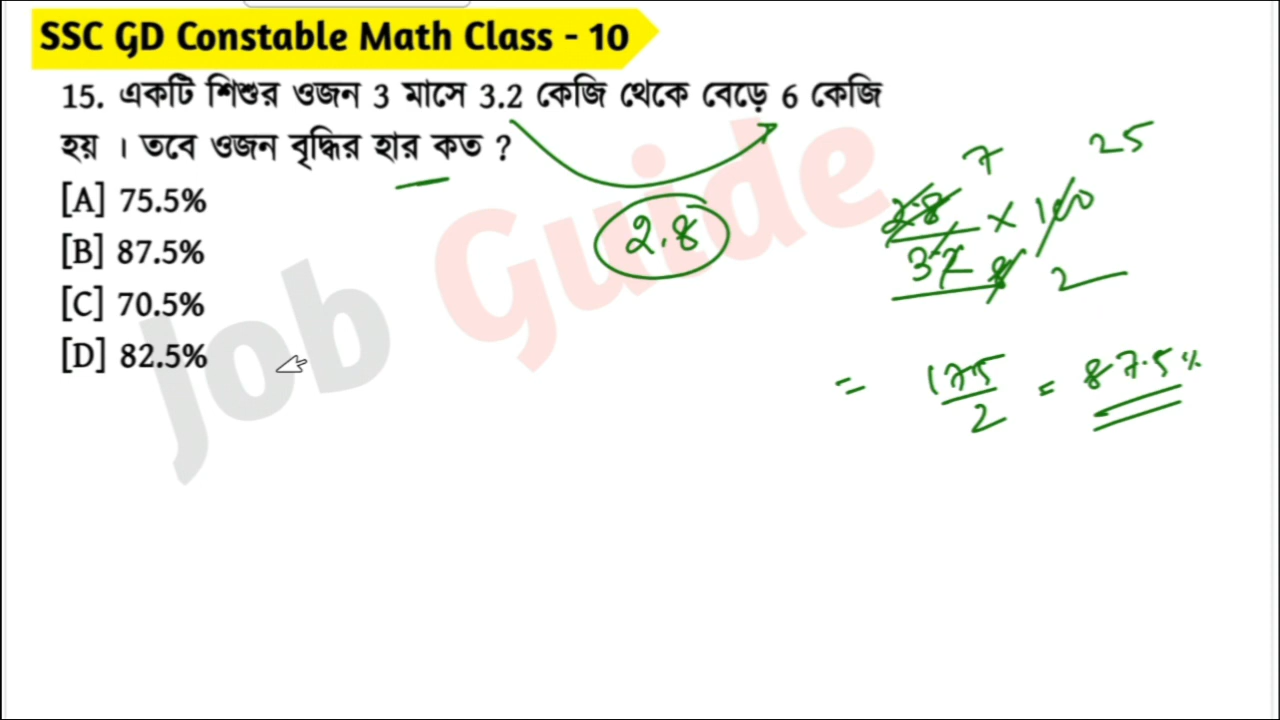 SSC GD Constable Math Class - 10
15. একটি শিশুর ওজন 3 মাসে 3.2 কেজি থেকে বেড়ে 6 কেজি
হয় । তবে ওজন বৃদ্ধির হার কত ?
[A] 75.5%
[B] 87.5%
[C] 70.5%
[D] 82.5%
Job Guide
2.8
7 25
2.8 × 100
3.2 8 2
= 175/2 = 87.5%